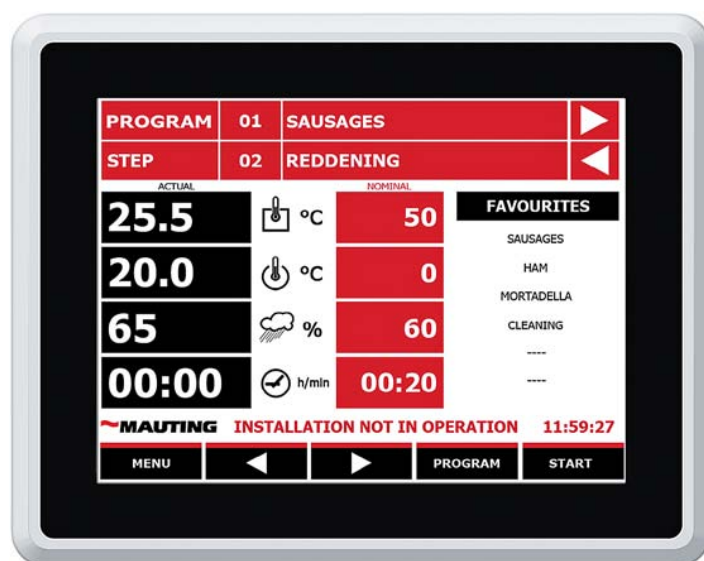 PROGRAM 01 SAUSAGES
STEP 02 REDDENING
ACTUAL NOMINAL
25.5 °C 50
20.0 °C 0
65 % 60
00:00 h/min 00:20
FAVOURITES
SAUSAGES
HAM
MORTADELLA
CLEANING
----
----
~MAUTING INSTALLATION NOT IN OPERATION 11:59:27
MENU PROGRAM START